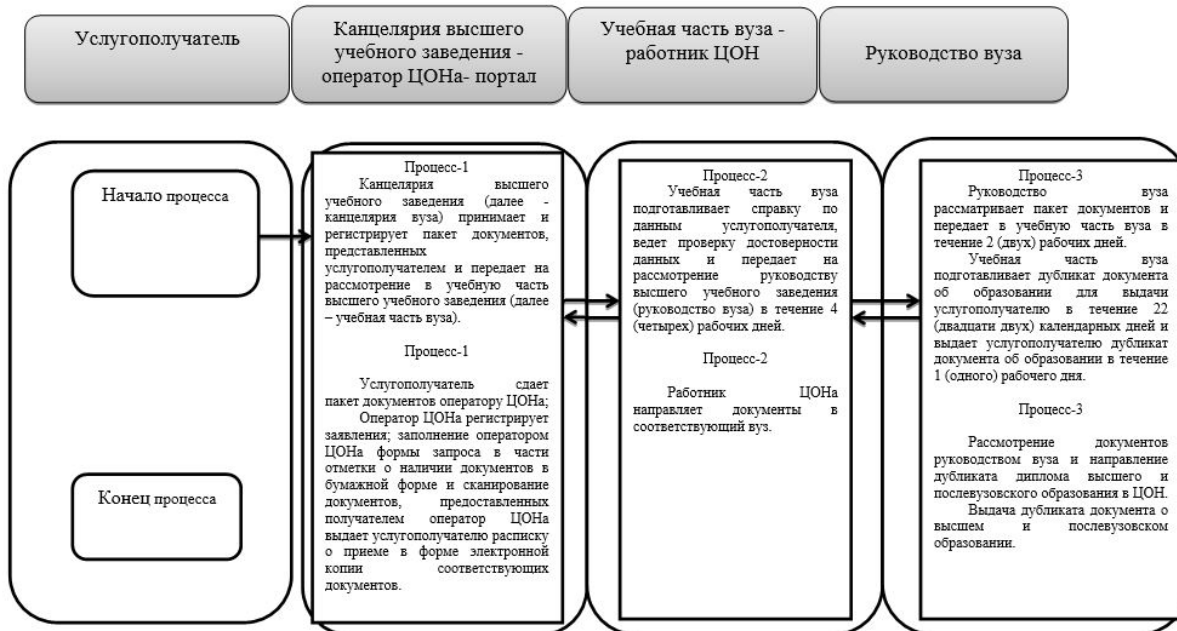 Услугополучатель
Канцелярия высшего
учебного заведения -
оператор ЦОНа- портал
Учебная часть вуза -
работник ЦОН
Руководство вуза
Начало процесса
Конец процесса
Процесс-1
Канцелярия высшего
учебного заведения (далее -
канцелярия вуза) принимает и
регистрирует пакет документов,
представленных
услугополучателем и передает на
рассмотрение в учебную часть
высшего учебного заведения (далее
– учебная часть вуза).
Процесс-1
Услугополучатель сдает
пакет документов оператору ЦОНа;
Оператор ЦОНа регистрирует
заявления; заполнение оператором
ЦОНа формы запроса в части
отметки о наличии документов в
бумажной форме и сканирование
документов, предоставленных
получателем оператор ЦОНа
выдает услугополучателю расписку
о приеме в форме электронной
копии соответствующих
документов.
Процесс-2
Учебная часть вуза
подготавливает справку по
данным услугополучателя,
ведет проверку достоверности
данных и передает на
рассмотрение руководству
высшего учебного заведения
(руководство вуза) в течение 4
(четырех) рабочих дней.
Процесс-2
Работник ЦОНа
направляет документы в
соответствующий вуз.
Процесс-3
Руководство вуза
рассматривает пакет документов и
передает в учебную часть вуза в
течение 2 (двух) рабочих дней.
Учебная часть вуза
подготавливает дубликат документа
об образовании для выдачи
услугополучателю в течение 22
(двадцати двух) календарных дней и
выдает услугополучателю дубликат
документа об образовании в течение
1 (одного) рабочего дня.
Процесс-3
Рассмотрение документов
руководством вуза и направление
дубликата диплома высшего и
послевузовского образования в ЦОН.
Выдача дубликата документа о
высшем и послевузовском
образовании.